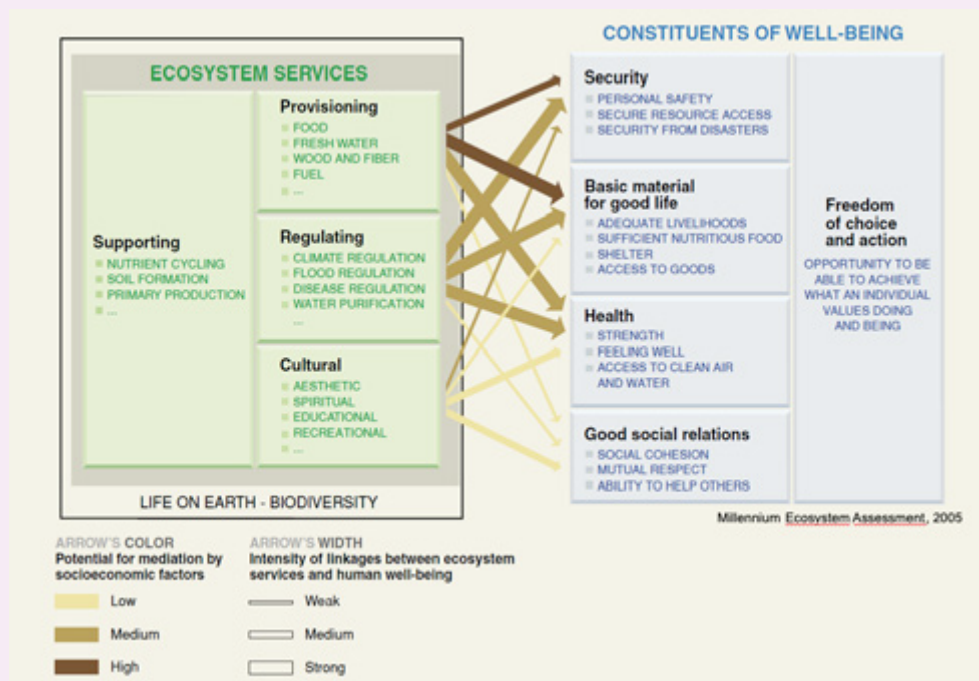 CONSTITUENTS OF WELL-BEING
ECOSYSTEM SERVICES
Supporting
NUTRIENT CYCLING
SOIL FORMATION
PRIMARY PRODUCTION
...
Provisioning
FOOD
FRESH WATER
WOOD AND FIBER
FUEL
...
Regulating
CLIMATE REGULATION
FLOOD REGULATION
DISEASE REGULATION
WATER PURIFICATION
...
Cultural
AESTHETIC
SPIRITUAL
EDUCATIONAL
RECREATIONAL
...
LIFE ON EARTH - BIODIVERSITY
Security
PERSONAL SAFETY
SECURE RESOURCE ACCESS
SECURITY FROM DISASTERS
Basic material
for good life
ADEQUATE LIVELIHOODS
SUFFICIENT NUTRITIOUS FOOD
SHELTER
ACCESS TO GOODS
Health
STRENGTH
FEELING WELL
ACCESS TO CLEAN AIR
AND WATER
Good social relations
SOCIAL COHESION
MUTUAL RESPECT
ABILITY TO HELP OTHERS
Freedom
of choice
and action
OPPORTUNITY TO BE
ABLE TO ACHIEVE
WHAT AN INDIVIDUAL
VALUES DOING
AND BEING
Millennium Ecosystem Assessment, 2005
ARROW'S COLOR
Potential for mediation by
socioeconomic factors
Low
Medium
High
ARROW'S WIDTH
Intensity of linkages between ecosystem
services and human well-being
Weak
Medium
Strong